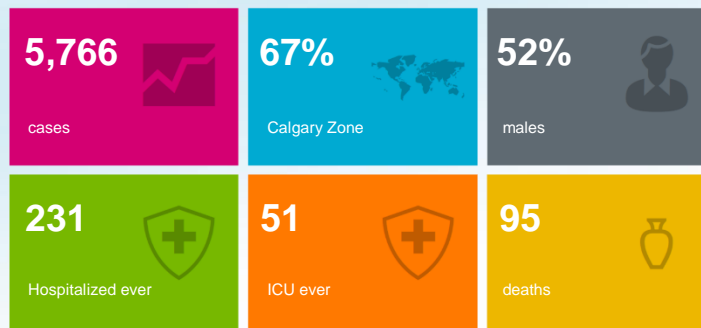 5,766
cases
67%
Calgary Zone
52%
males
231
Hospitalized ever
51
ICU ever
95
deaths